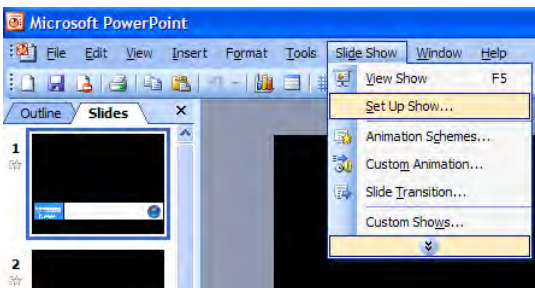 Microsoft PowerPoint
File Edit View Insert Format Tools Slide Show Window Help
View Show F5
Set Up Show...
Outline Slides
Animation Schemes...
1
Custom Animation...
Slide Transition...
Custom Shows...
2